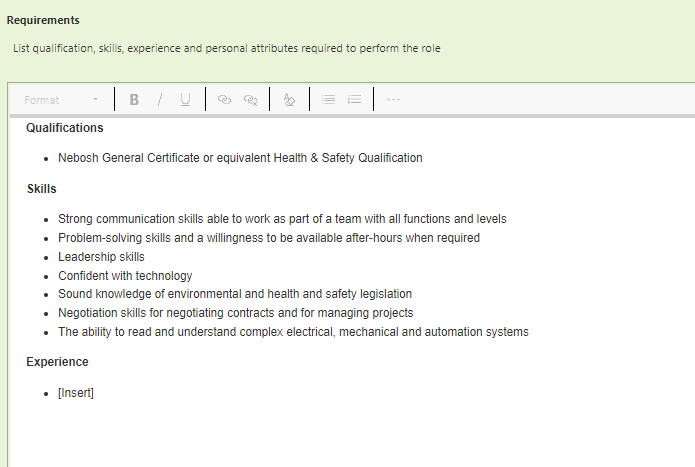 Requirements
List qualification, skills, experience and personal attributes required to perform the role
Format B I U
Qualifications
• Nebosh General Certificate or equivalent Health & Safety Qualification
Skills
• Strong communication skills able to work as part of a team with all functions and levels
• Problem-solving skills and a willingness to be available after-hours when required
• Leadership skills
• Confident with technology
• Sound knowledge of environmental and health and safety legislation
• Negotiation skills for negotiating contracts and for managing projects
• The ability to read and understand complex electrical, mechanical and automation systems
Experience
• [Insert]